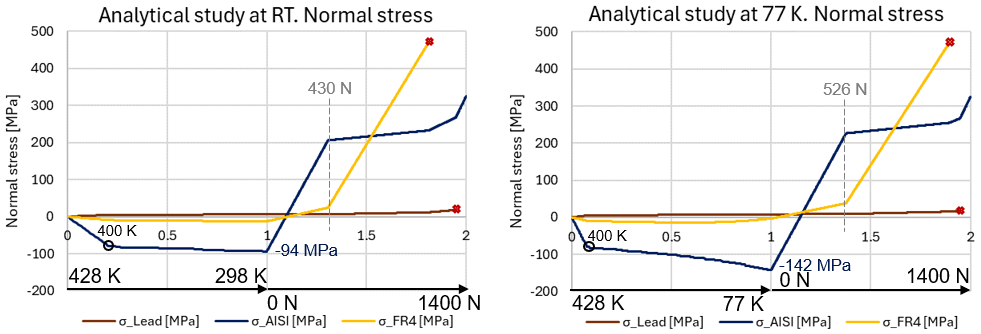 Analytical study at RT. Normal stress
500
400
300
200
100
0
-100
-200
Normal stress [MPa]
430 N
0
0.5
1
1.5
2
400 K
-94 MPa
428 K
298 K
0 N
1400 N
σ_Lead [MPa]
σ_AISI [MPa]
σ_FR4 [MPa]
Analytical study at 77 K. Normal stress
500
400
300
200
100
0
-100
-200
Normal stress [MPa]
526 N
0
0.5
1
1.5
2
400 K
-142 MPa
428 K
77 K
0 N
1400 N
σ_Lead [MPa]
σ_AISI [MPa]
σ_FR4 [MPa]